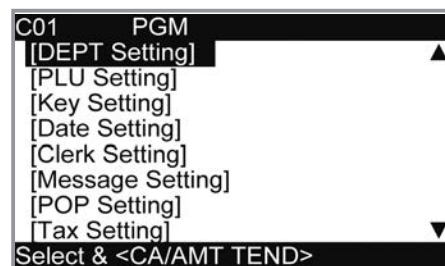 C01 PGM
[DEPT Setting] ▲
[PLU Setting]
[Key Setting]
[Date Setting]
[Clerk Setting]
[Message Setting]
[POP Setting]
[Tax Setting] ▼
Select & <CA/AMT TEND>